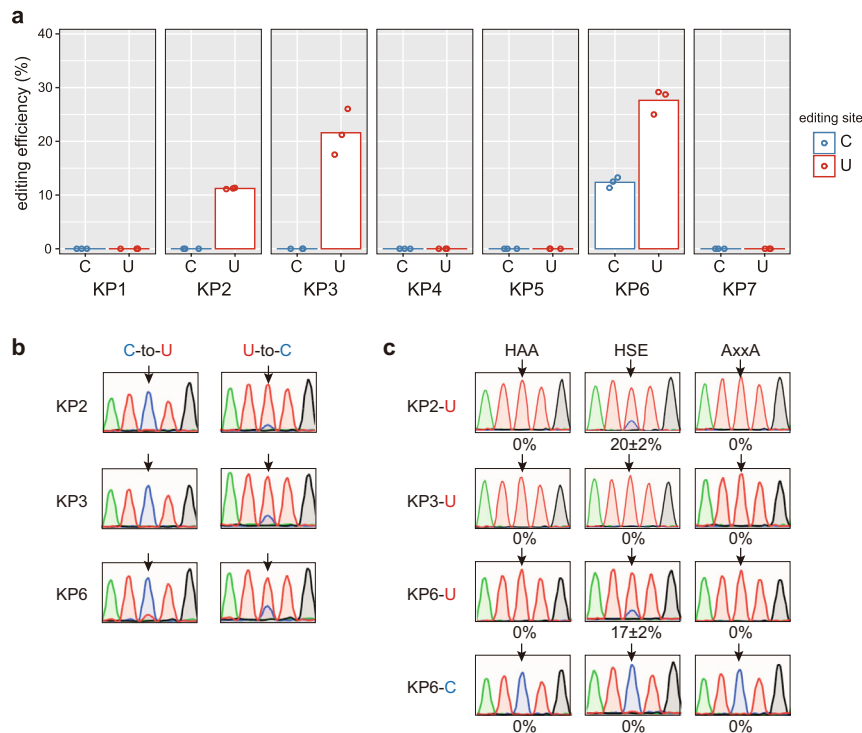 a
editing efficiency (%)
40
30
20
10
0
C U C U C U C U C U C U C U
KP1 KP2 KP3 KP4 KP5 KP6 KP7
editing site
C
U
b
C-to-U U-to-C
KP2
KP3
KP6
c
HAA HSE AxxA
KP2-U
0% 20±2% 0%
KP3-U
0% 0% 0%
KP6-U
0% 17±2% 0%
KP6-C
0% 0% 0%